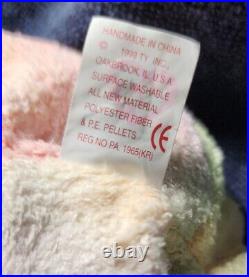 HANDMADE IN CHINA
© 1999 TY INC.,
OAKBROOK, IL. U.S.A
SURFACE WASHABLE
ALL NEW MATERIAL
POLYESTER FIBER
& P.E. PELLETS
REG. NO PA. 1965(KR)
CE